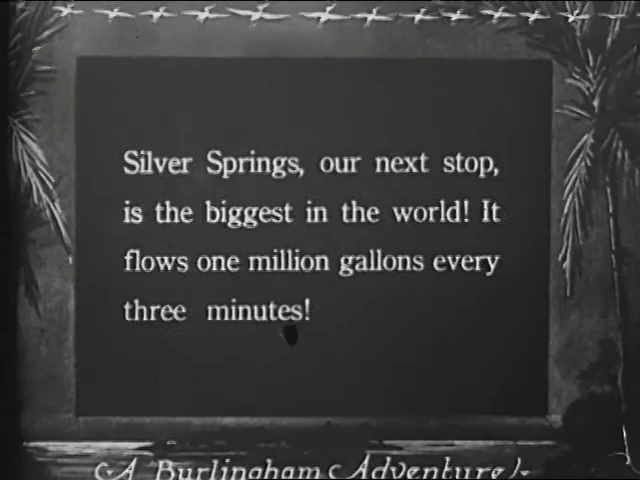 Silver Springs, our next stop,
is the biggest in the world! It
flows one million gallons every
three minutes!
A Burlingham Adventure